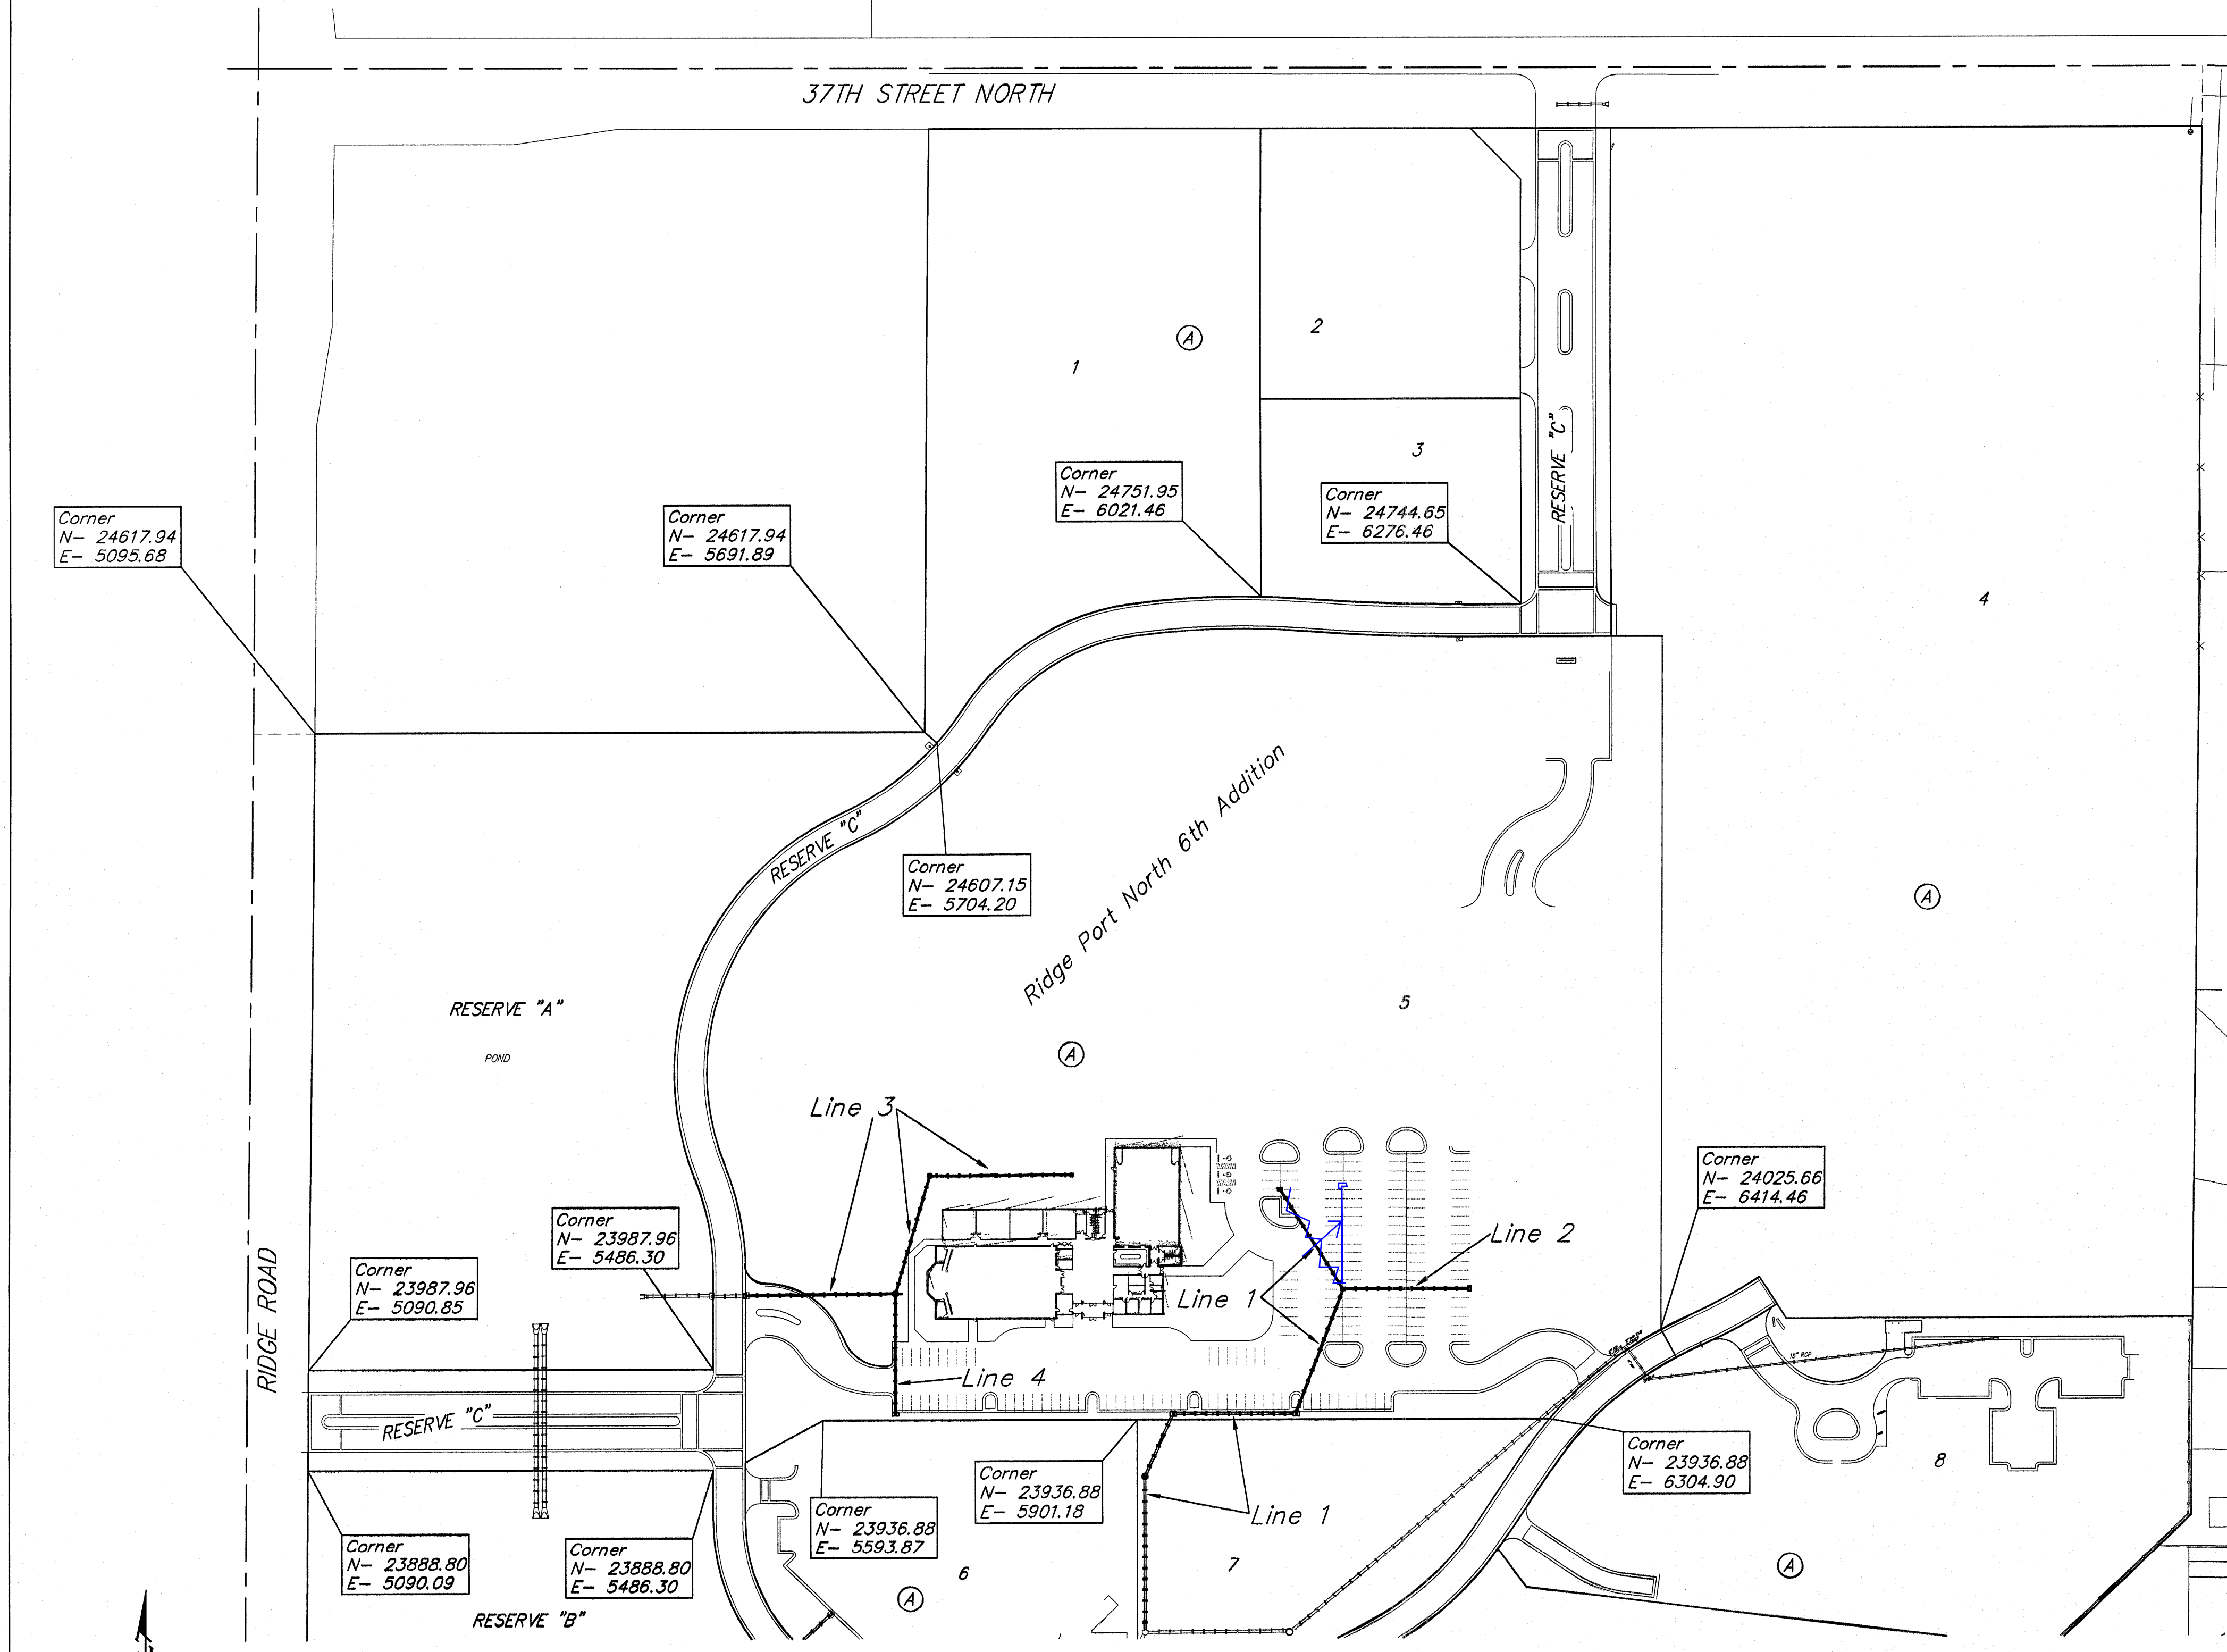 37TH STREET NORTH
1
A
2
3
RESERVE "C"
4
Corner
N- 24617.94
E- 5095.68
Corner
N- 24617.94
E- 5691.89
Corner
N- 24751.95
E- 6021.46
Corner
N- 24744.65
E- 6276.46
RESERVE "C"
Corner
N- 24607.15
E- 5704.20
Ridge Port North 6th Addition
A
RESERVE "A"
POND
5
A
Line 3
Corner
N- 24025.66
E- 6414.46
Corner
N- 23987.96
E- 5486.30
Line 2
Corner
N- 23987.96
E- 5090.85
RIDGE ROAD
Line 1
Line 4
15" RCP
RESERVE "C"
Corner
N- 23936.88
E- 6304.90
8
Corner
N- 23936.88
E- 5901.18
Corner
N- 23936.88
E- 5593.87
Line 1
Corner
N- 23888.80
E- 5090.09
Corner
N- 23888.80
E- 5486.30
6
7
A
A
RESERVE "B"
2